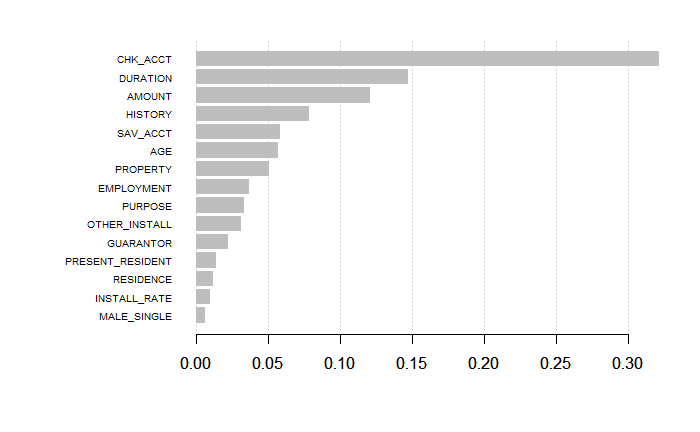 CHK_ACCT
DURATION
AMOUNT
HISTORY
SAV_ACCT
AGE
PROPERTY
EMPLOYMENT
PURPOSE
OTHER_INSTALL
GUARANTOR
PRESENT_RESIDENT
RESIDENCE
INSTALL_RATE
MALE_SINGLE
0.00 0.05 0.10 0.15 0.20 0.25 0.30